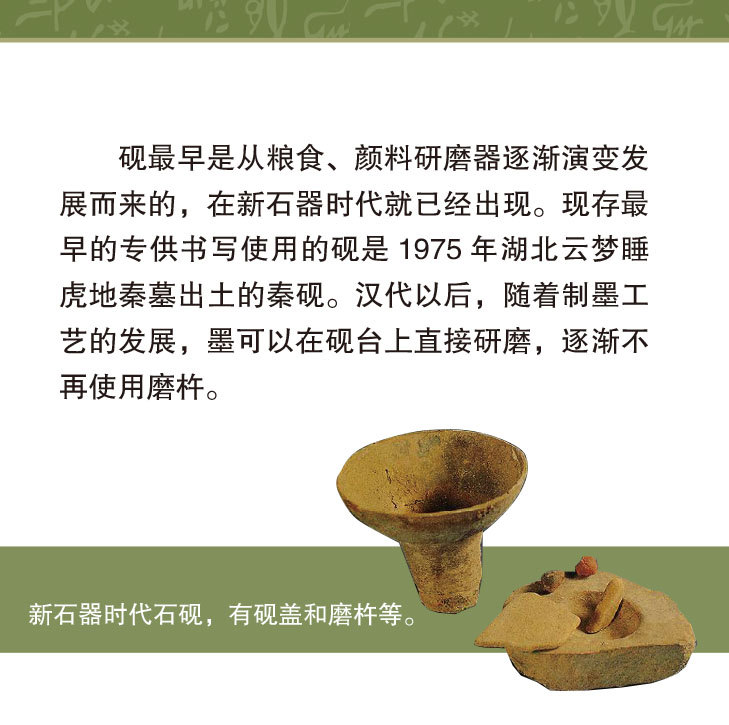 砚最早是从粮食、颜料研磨器逐渐演变发
展而来的，在新石器时代就已经出现。现存最
早的专供书写使用的砚是 1975 年湖北云梦睡
虎地秦墓出土的秦砚。汉代以后，随着制墨工
艺的发展，墨可以在砚台上直接研磨，逐渐不
再使用磨杵。
新石器时代石砚，有砚盖和磨杵等。